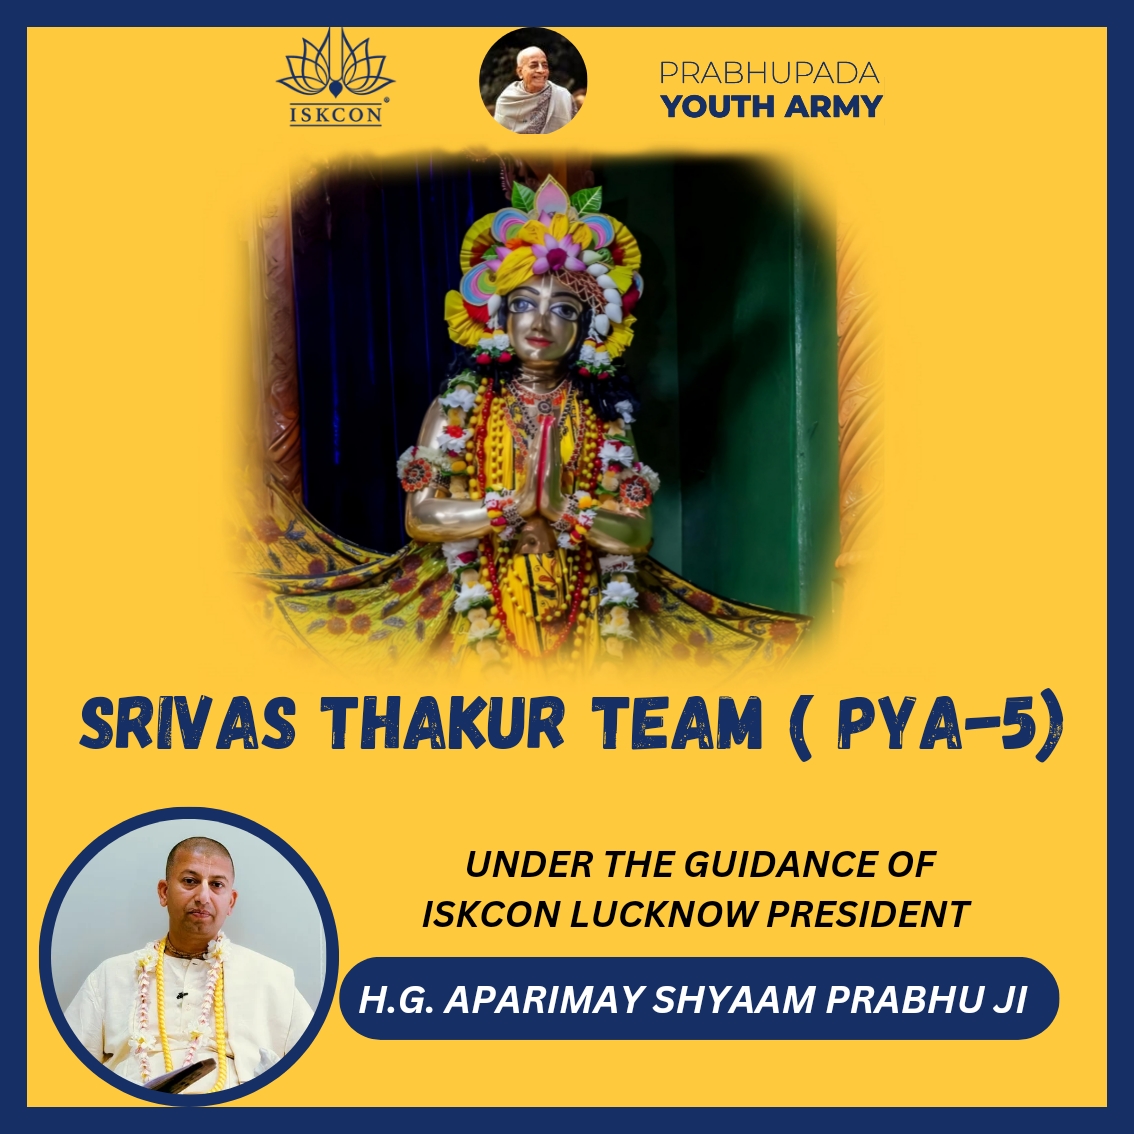 ISKCON®
PRABHUPADA
YOUTH ARMY
SRIVAS THAKUR TEAM ( PYA-5)
UNDER THE GUIDANCE OF
ISKCON LUCKNOW PRESIDENT
H.G. APARIMAY SHYAAM PRABHU JI